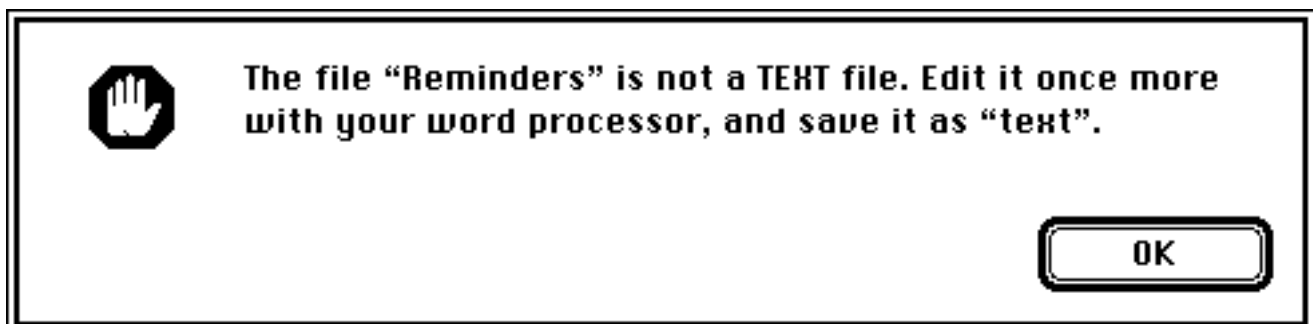 The file “Reminders” is not a TEXT file. Edit it once more
with your word processor, and save it as “text”.
OK